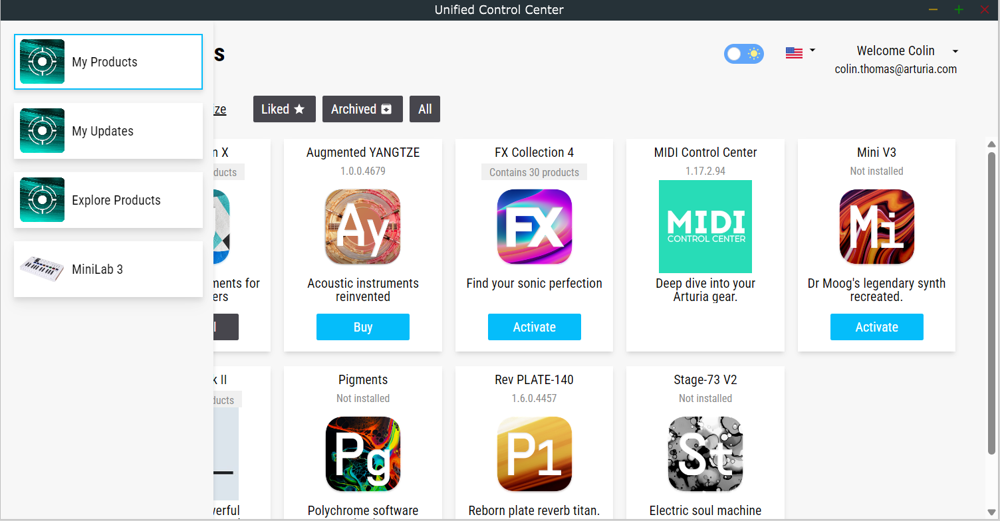 Unified Control Center
My Products
My Updates
Explore Products
MiniLab 3
s
Welcome Colin
colin.thomas@arturia.com
ze
Liked
Archived
All
n X
ducts
ments for
ers
l
Augmented YANGTZE
1.0.0.4679
Ay
Acoustic instruments
reinvented
Buy
FX Collection 4
Contains 30 products
FX
Find your sonic perfection
Activate
MIDI Control Center
1.17.2.94
MIDI
CONTROL CENTER
Deep dive into your
Arturia gear.
Mini V3
Not installed
Mi
Dr Moog's legendary synth
recreated.
Activate
k II
ducts
verful
Pigments
Not installed
Pg
Polychrome software
Rev PLATE-140
1.6.0.4457
P1
Reborn plate reverb titan.
Stage-73 V2
Not installed
St
Electric soul machine